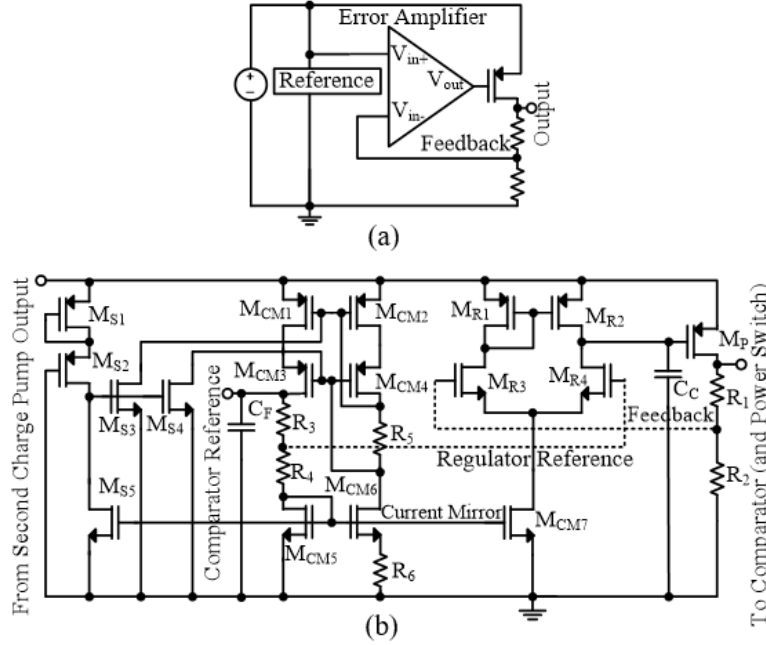 Error Amplifier
V_in+
Reference
V_out
V_in-
Feedback
Output
(a)
From Second Charge Pump Output
M_S1
M_CM1
M_CM2
M_R1
M_R2
M_P
To Comparator (and Power Switch)
M_S2
M_CM3
M_CM4
M_R3
M_R4
M_S3
M_S4
Comparator Reference
C_F
R_3
R_5
C_C
R_1
Feedback
Regulator Reference
R_4
R_2
M_S5
M_CM6
Current Mirror
M_CM7
M_CM5
R_6
(b)